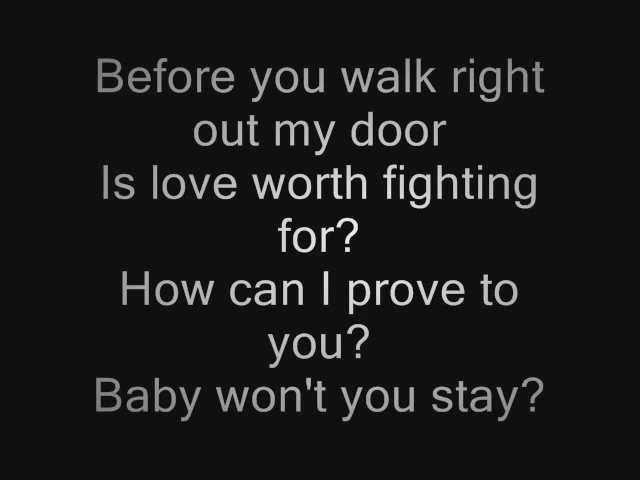 Before you walk right
out my door
Is love worth fighting
for?
How can I prove to
you?
Baby won't you stay?